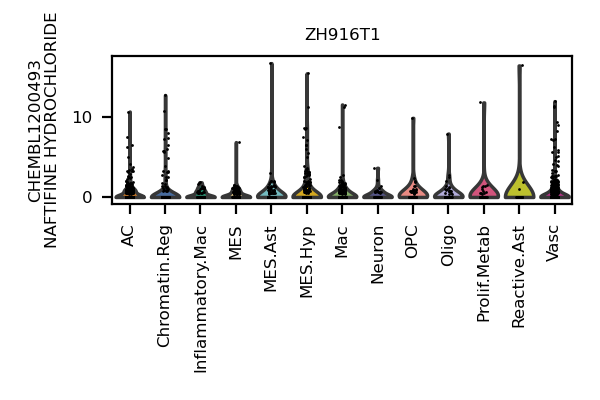 ZH916T1
CHEMBL1200493
NAFTIFINE HYDROCHLORIDE
10
0
AC
Chromatin.Reg
Inflammatory.Mac
MES
MES.Ast
MES.Hyp
Mac
Neuron
OPC
Oligo
Prolif.Metab
Reactive.Ast
Vasc